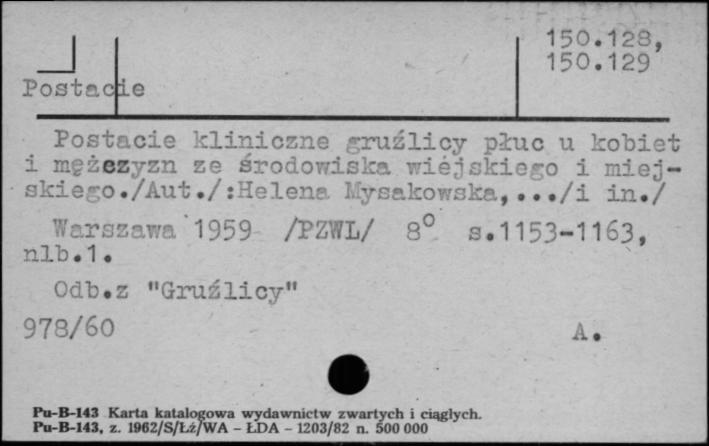 150.128,
150.129
Postacie
Postacie kliniczne gruźlicy płuc u kobiet
i mężczyzn ze środowiska wiejskiego i miej-
skiego./Aut./:Helena Mysakowska,.../i in./
Warszawa 1959 /PZWL/ 8° s.1153-1163,
nlb.1.
Odb.z "Gruźlicy"
978/60 A.
Pu-B-143 Karta katalogowa wydawnictw zwartych i ciągłych.
Pu-B-143, z. 1962/S/Łź/WA - ŁDA - 1203/82 n. 500 000